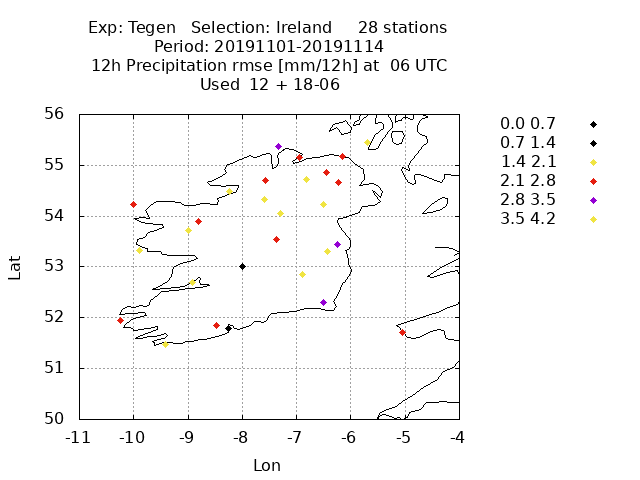 Exp: Tegen Selection: Ireland 28 stations
Period: 20191101-20191114
12h Precipitation rmse [mm/12h] at 06 UTC
Used 12 + 18-06
56
55
54
53
52
51
50
Lat
-11 -10 -9 -8 -7 -6 -5 -4
Lon
0.0 0.7
0.7 1.4
1.4 2.1
2.1 2.8
2.8 3.5
3.5 4.2